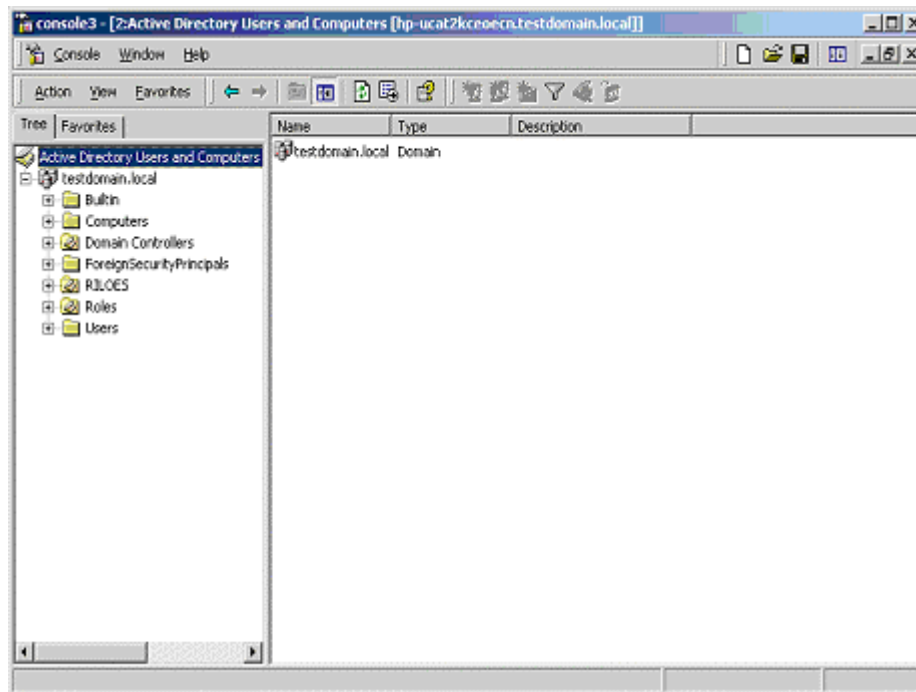 console3 - [2:Active Directory Users and Computers [hp-ucat2kceoecn.testdomain.local]]
Console Window Help
Action View Favorites
Tree Favorites Name Type Description
Active Directory Users and Computers testdomain.local Domain
testdomain.local
Builtin
Computers
Domain Controllers
ForeignSecurityPrincipals
RILOES
Roles
Users